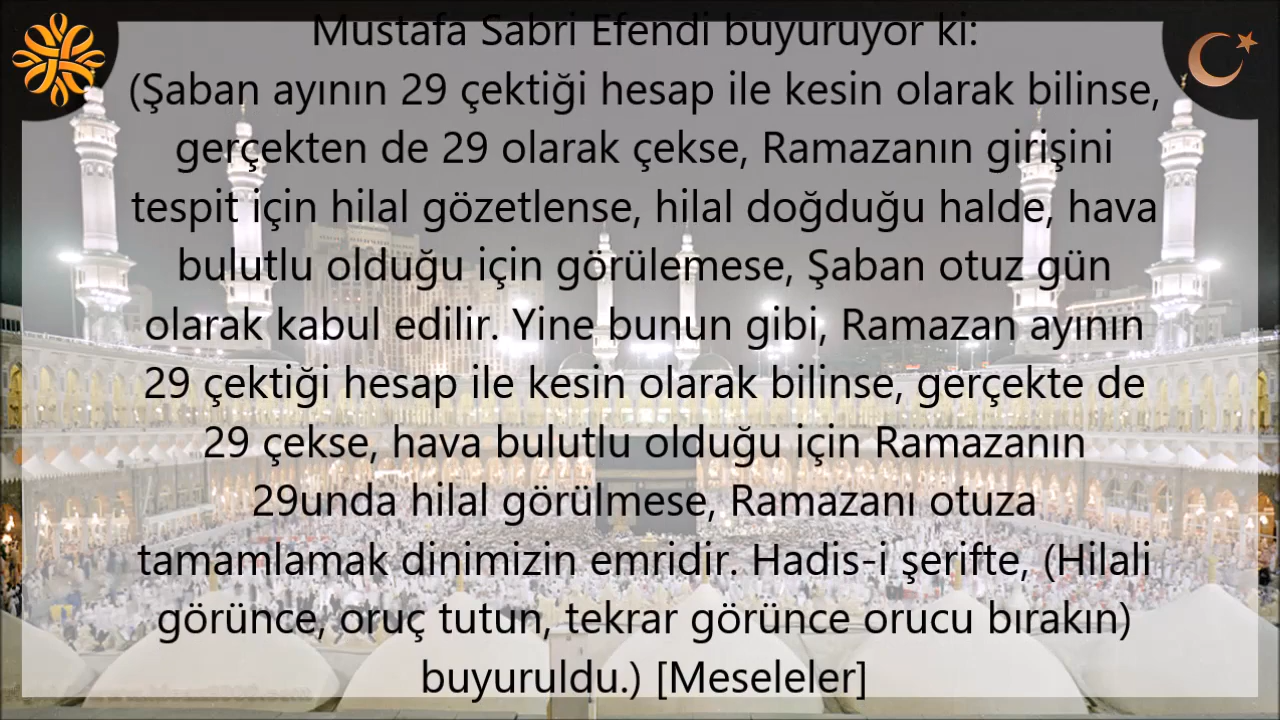 Mustafa Sabri Efendi buyuruyor ki:
(Şaban ayının 29 çektiği hesap ile kesin olarak bilinse,
gerçekten de 29 olarak çekse, Ramazanın girişini
tespit için hilal gözetlense, hilal doğduğu halde, hava
bulutlu olduğu için görülemese, Şaban otuz gün
olarak kabul edilir. Yine bunun gibi, Ramazan ayının
29 çektiği hesap ile kesin olarak bilinse, gerçekte de
29 çekse, hava bulutlu olduğu için Ramazanın
29unda hilal görülmese, Ramazanı otuza
tamamlamak dinimizin emridir. Hadis-i şerifte, (Hilali
görünce, oruç tutun, tekrar görünce orucu bırakın)
buyuruldu.) [Meseleler]